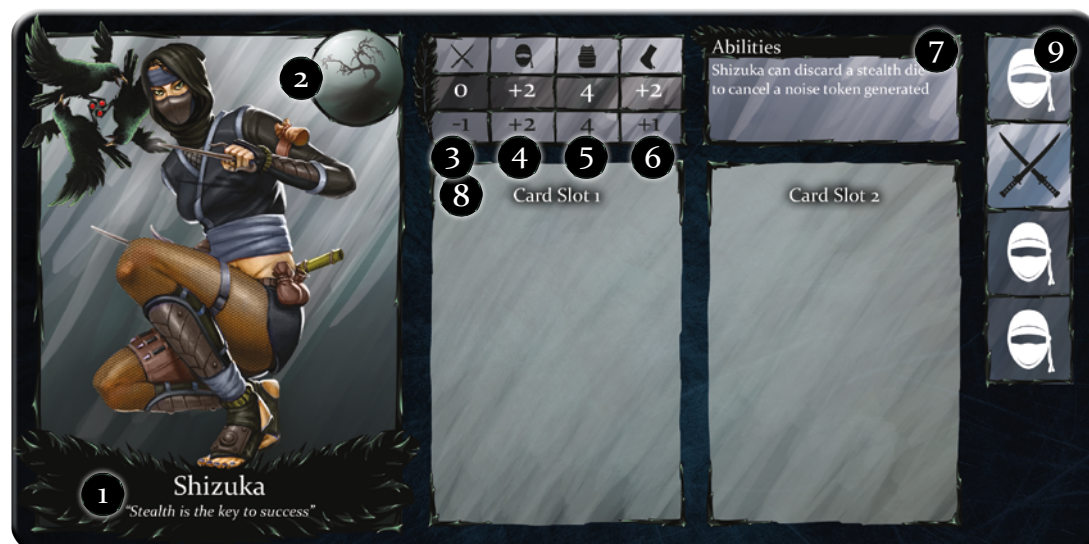 2
0 +2 4 +2
-1 +2 4 +1
3 4 5 6
Abilities
7
Shizuka can discard a stealth die
to cancel a noise token generated
9
8
Card Slot 1
Card Slot 2
1
Shizuka
"Stealth is the key to success"